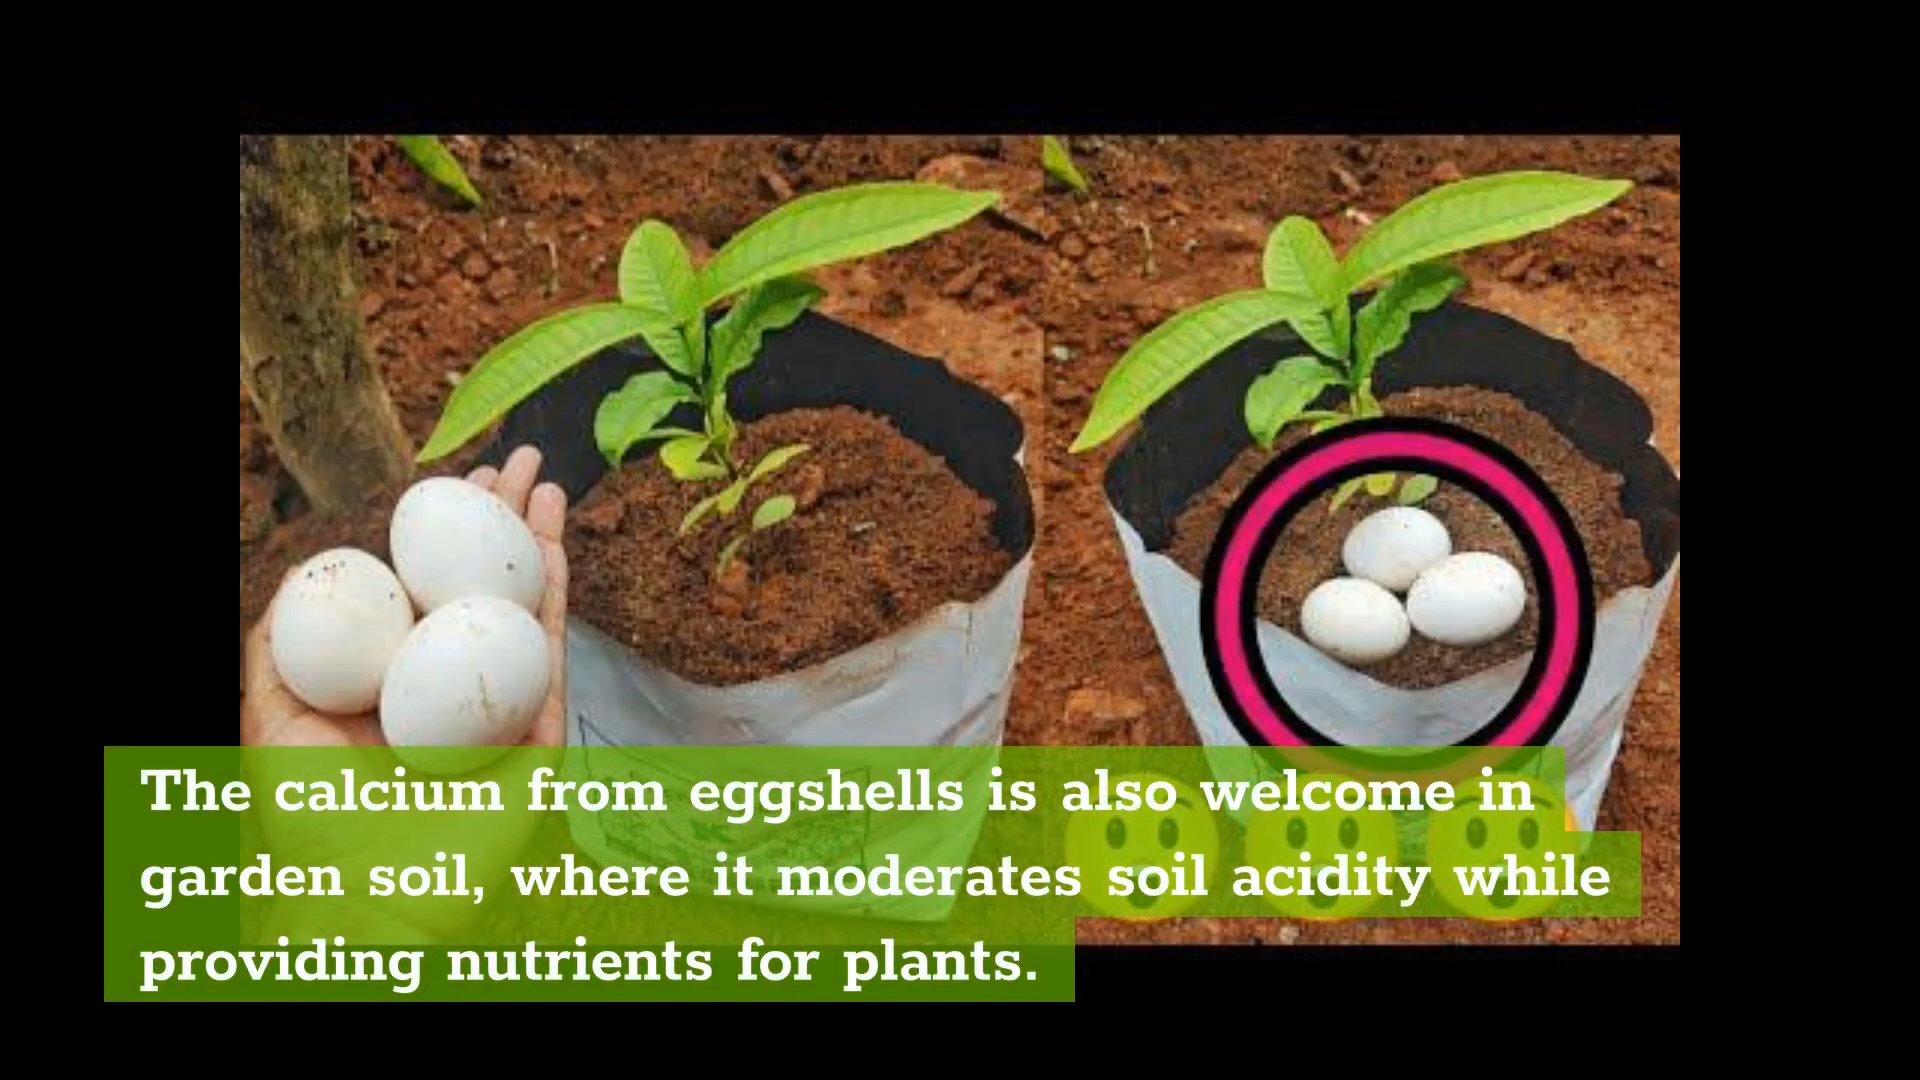 The calcium from eggshells is also welcome in
garden soil, where it moderates soil acidity while
providing nutrients for plants.